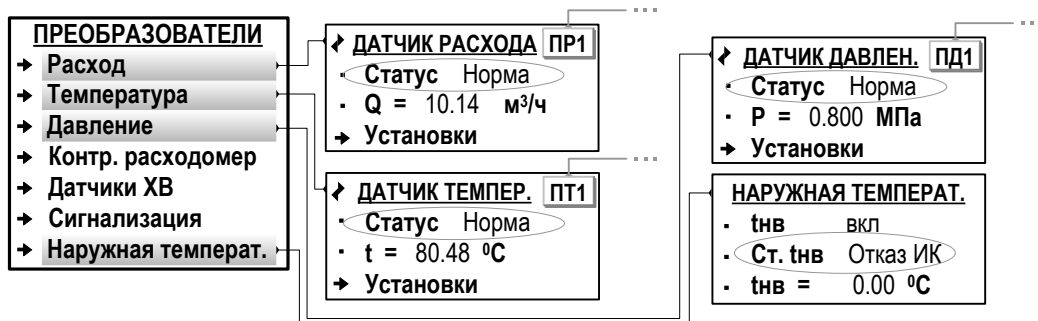 ПРЕОБРАЗОВАТЕЛИ
Расход
Температура
Давление
Контр. расходомер
Датчики ХВ
Сигнализация
Наружная температ.
ДАТЧИК РАСХОДА ПР1
Статус Норма
Q = 10.14 м³/ч
Установки
ДАТЧИК ТЕМПЕР. ПТ1
Статус Норма
t = 80.48 ⁰С
Установки
ДАТЧИК ДАВЛЕН. ПД1
Статус Норма
Р = 0.800 МПа
Установки
НАРУЖНАЯ ТЕМПЕРАТ.
tнв вкл
Ст. tнв Отказ ИК
tнв = 0.00 ⁰С